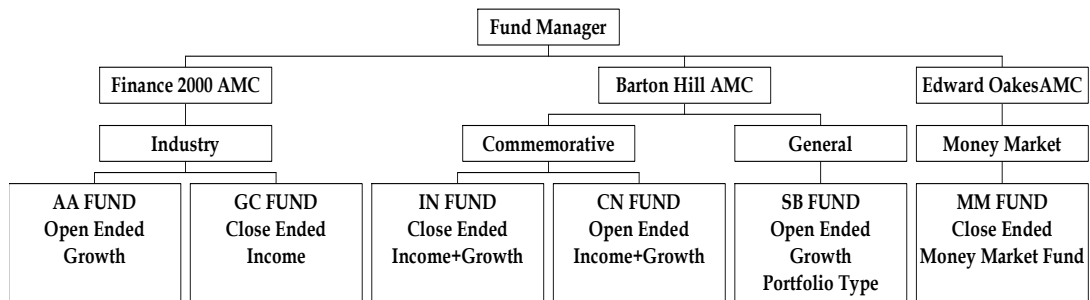 Fund Manager
Finance 2000 AMC
Barton Hill AMC
Edward OakesAMC
Industry
Commemorative
General
Money Market
AA FUND
Open Ended
Growth
GC FUND
Close Ended
Income
IN FUND
Close Ended
Income+Growth
CN FUND
Open Ended
Income+Growth
SB FUND
Open Ended
Growth
Portfolio Type
MM FUND
Close Ended
Money Market Fund